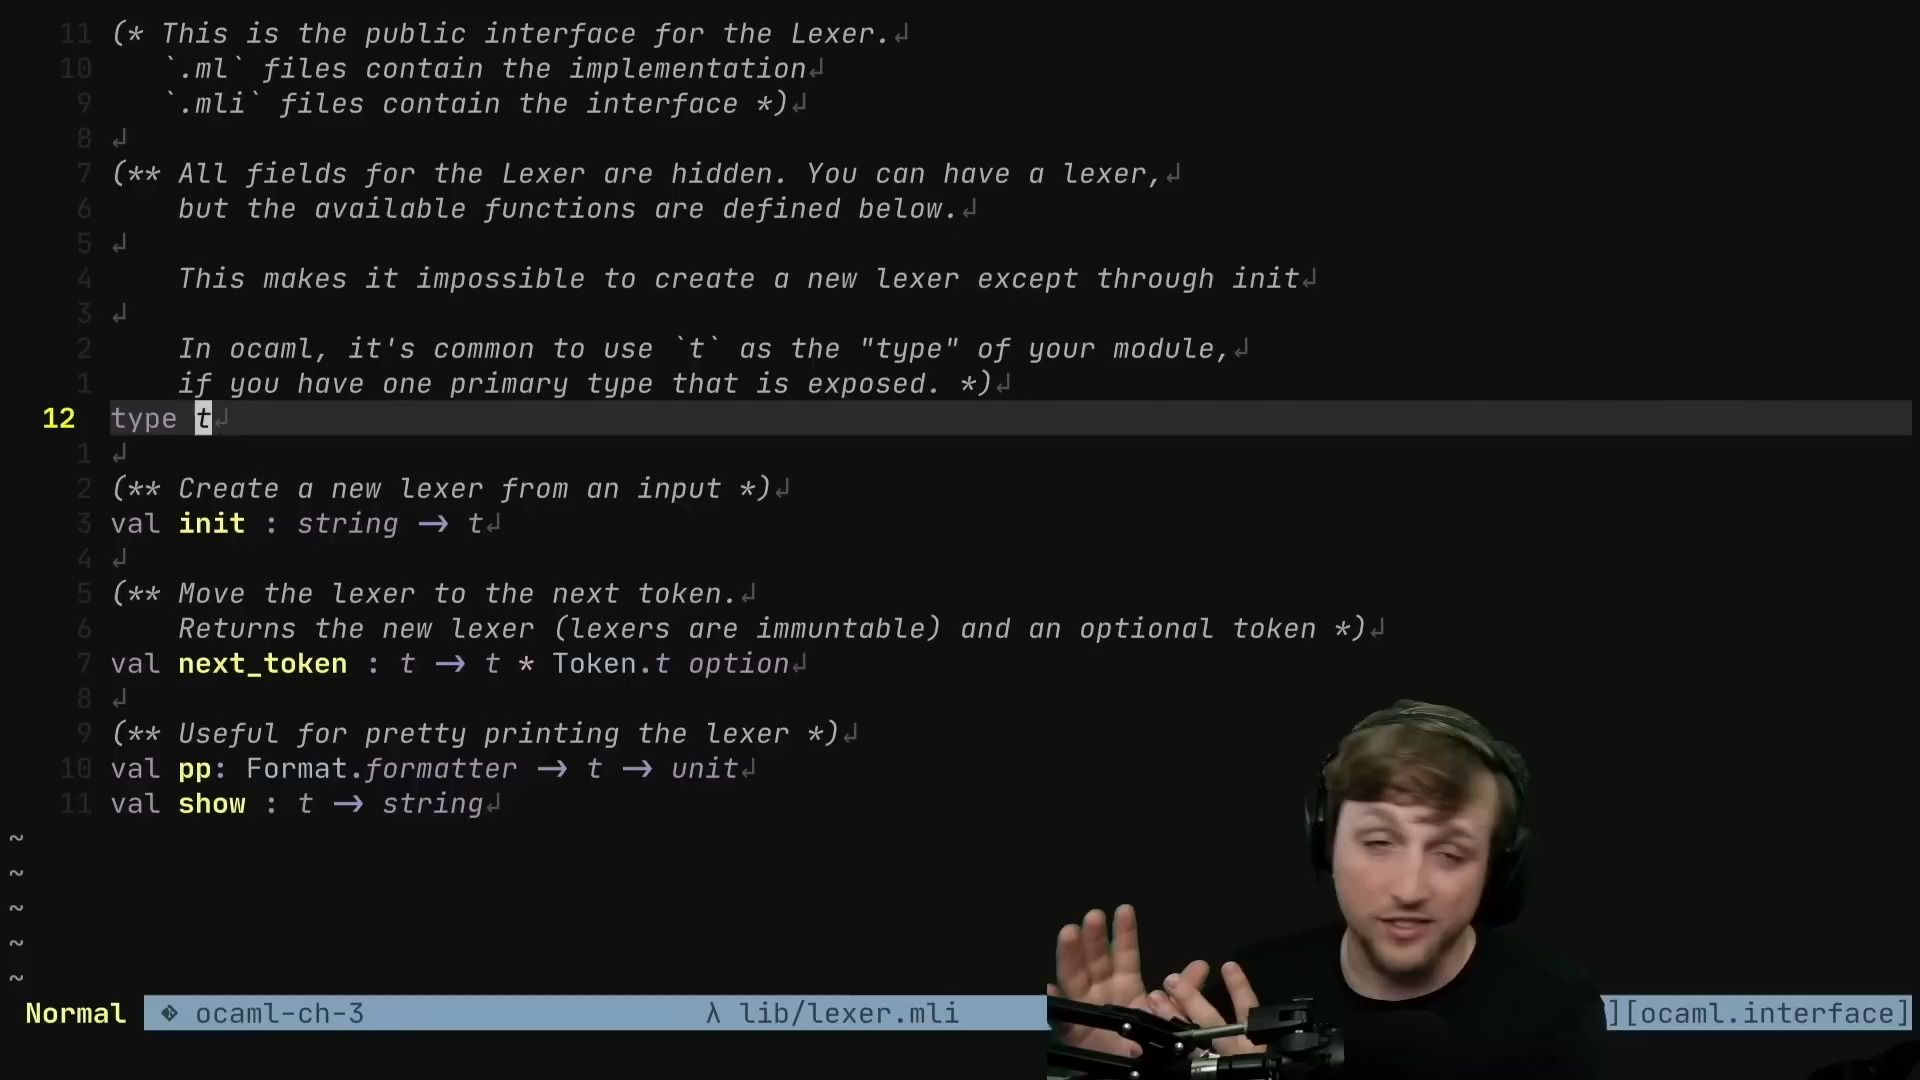 11 (* This is the public interface for the Lexer.↲
10 `.ml` files contain the implementation↲
9 `.mli` files contain the interface *)↲
8 ↲
7 (** All fields for the Lexer are hidden. You can have a lexer,↲
6 but the available functions are defined below.↲
5 ↲
4 This makes it impossible to create a new lexer except through init↲
3 ↲
2 In ocaml, it's common to use `t` as the "type" of your module,↲
1 if you have one primary type that is exposed. *)↲
12 type t↲
1 ↲
2 (** Create a new lexer from an input *)↲
3 val init : string → t↲
4 ↲
5 (** Move the lexer to the next token.↲
6 Returns the new lexer (lexers are immuntable) and an optional token *)↲
7 val next_token : t → t * Token.t option↲
8 ↲
9 (** Useful for pretty printing the lexer *)↲
10 val pp: Format.formatter → t → unit↲
11 val show : t → string↲
~
~
~
~
~
Normal ocaml-ch-3 λ lib/lexer.mli ][ocaml.interface]